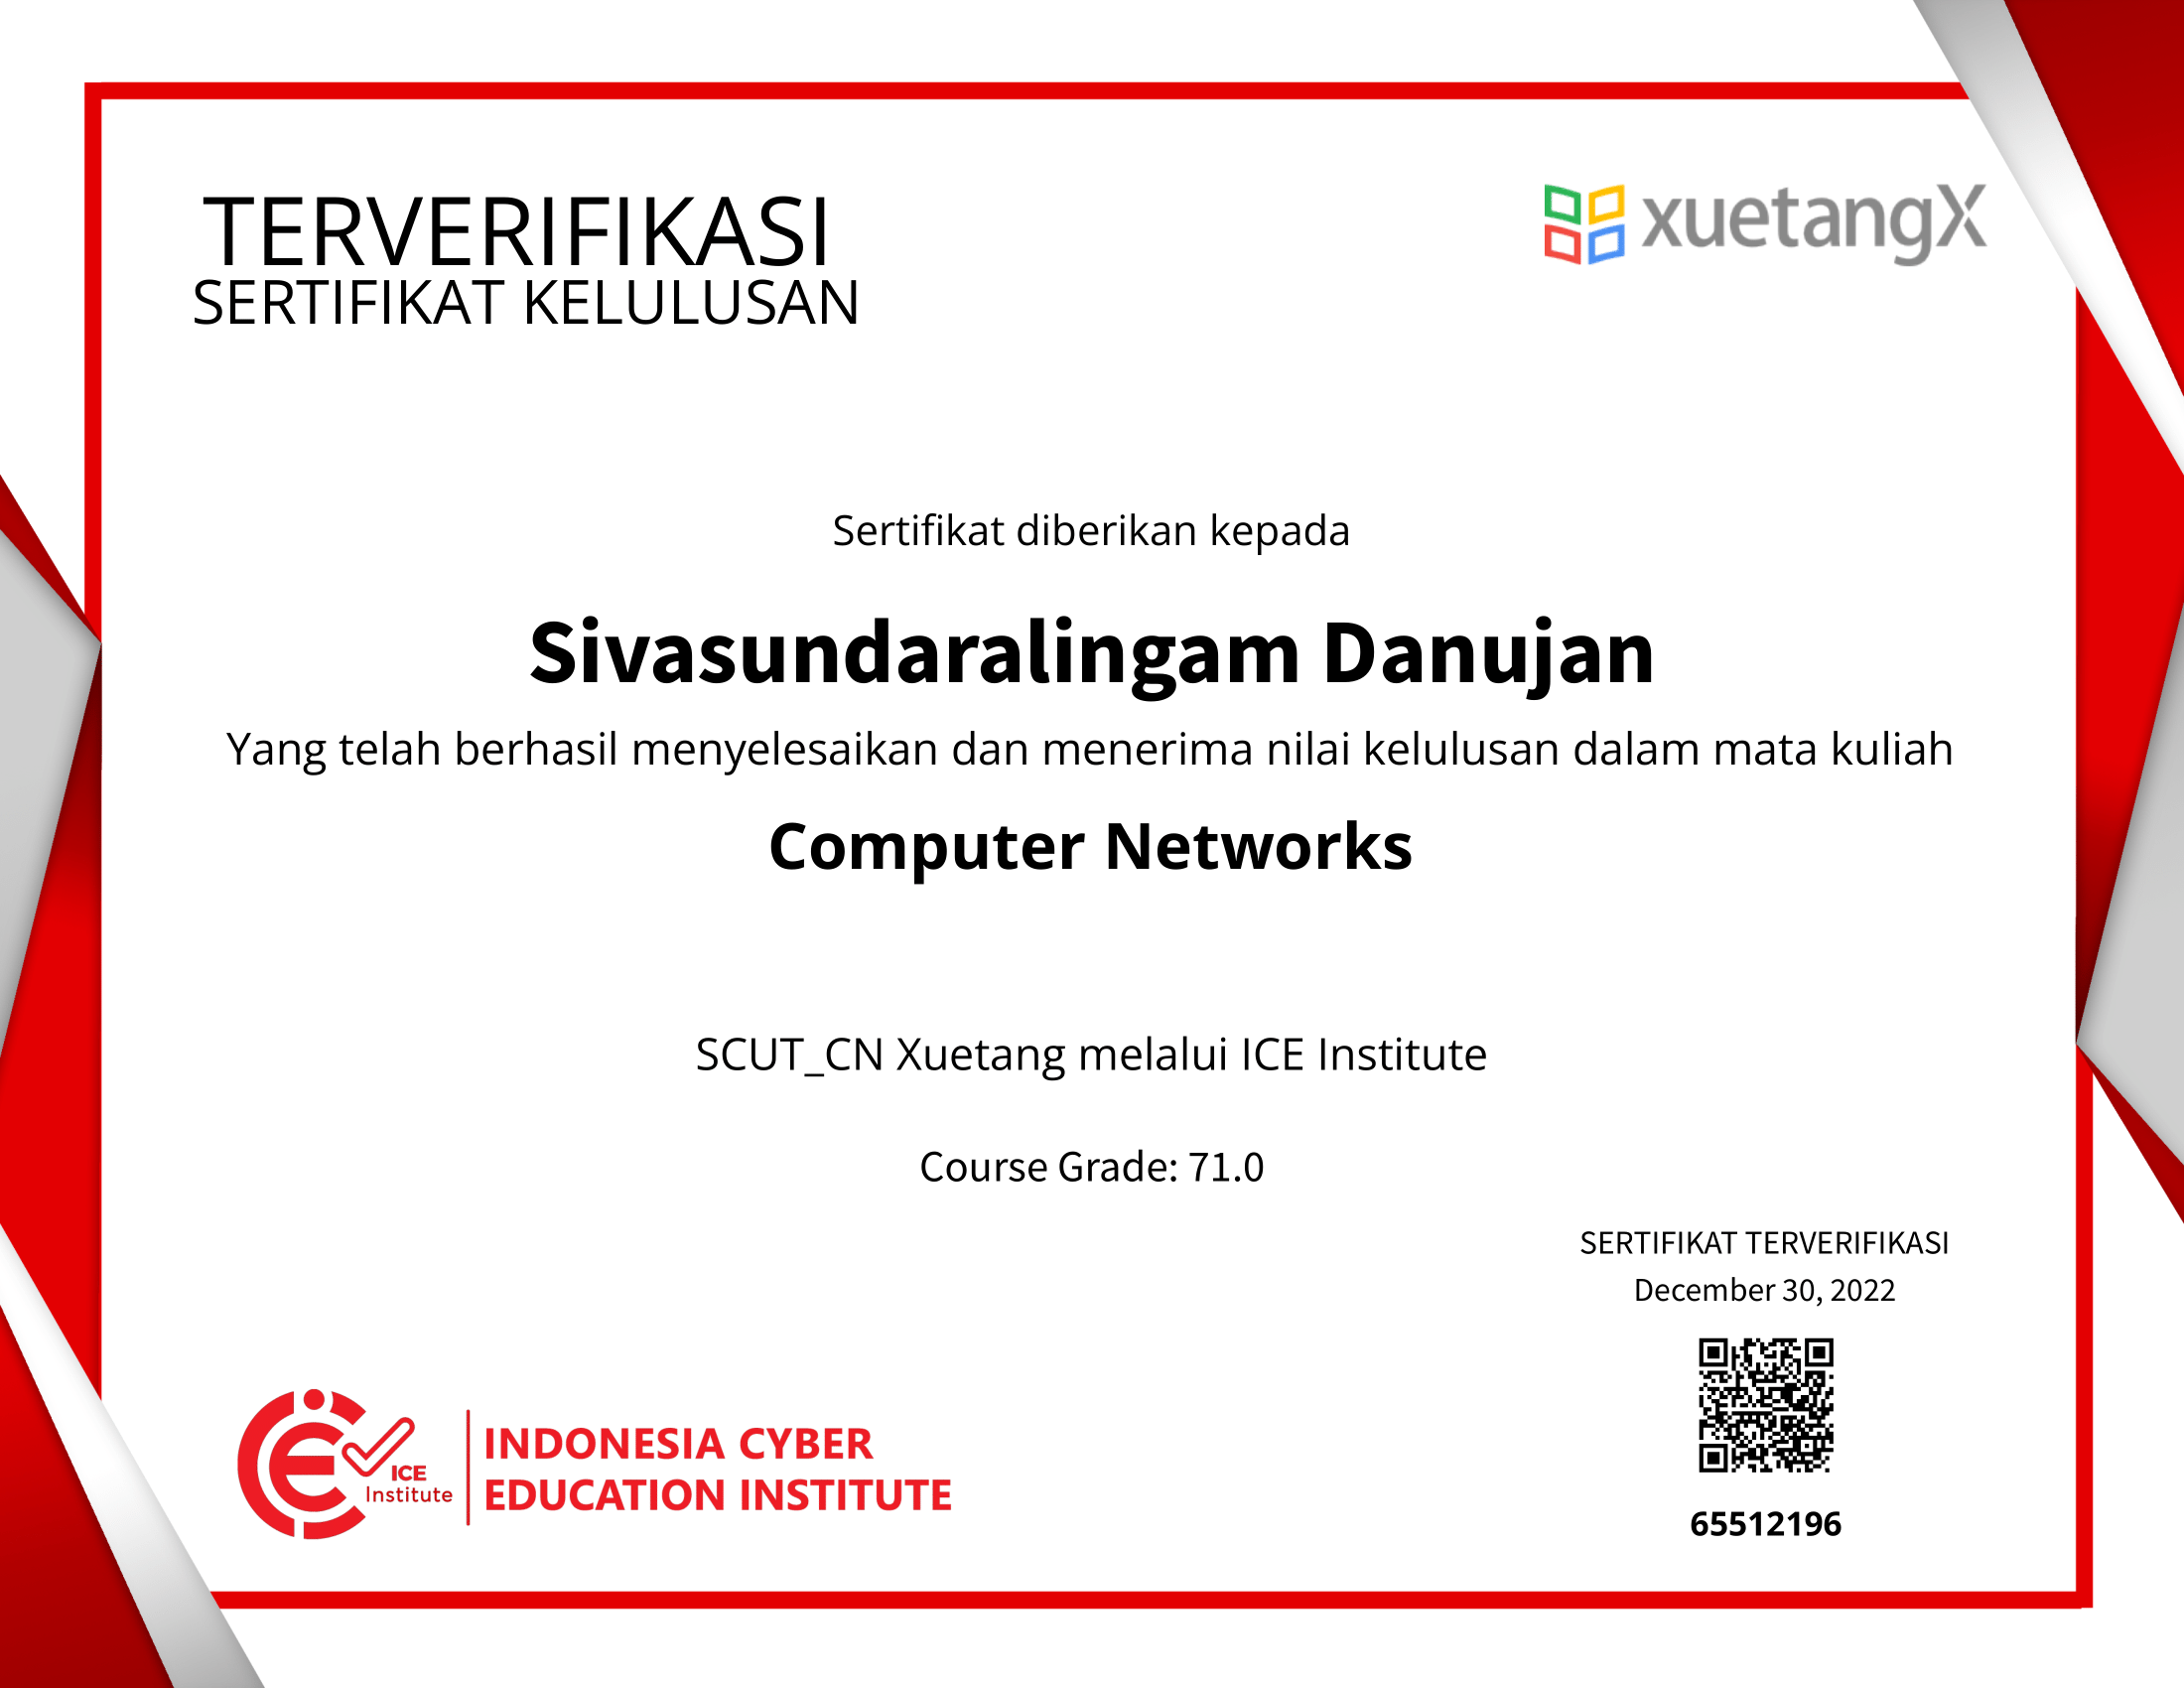 TERVERIFIKASI
SERTIFIKAT KELULUSAN
xuetangX
Sertifikat diberikan kepada
Sivasundaralingam Danujan
Yang telah berhasil menyelesaikan dan menerima nilai kelulusan dalam mata kuliah
Computer Networks
SCUT_CN Xuetang melalui ICE Institute
Course Grade: 71.0
SERTIFIKAT TERVERIFIKASI
December 30, 2022
65512196
ICE
Institute
INDONESIA CYBER
EDUCATION INSTITUTE